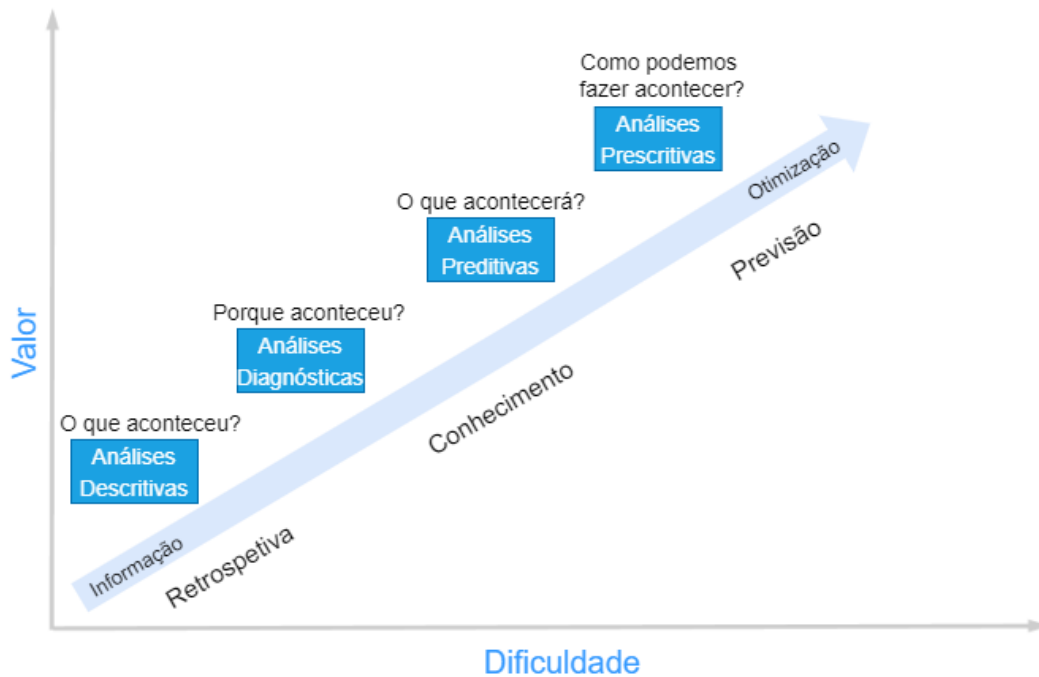 Como podemos
fazer acontecer?
Análises
Prescritivas
Otimização
O que acontecerá?
Análises
Preditivas
Previsão
Valor
Porque aconteceu?
Análises
Diagnósticas
Conhecimento
O que aconteceu?
Análises
Descritivas
Informação
Retrospetiva
Dificuldade